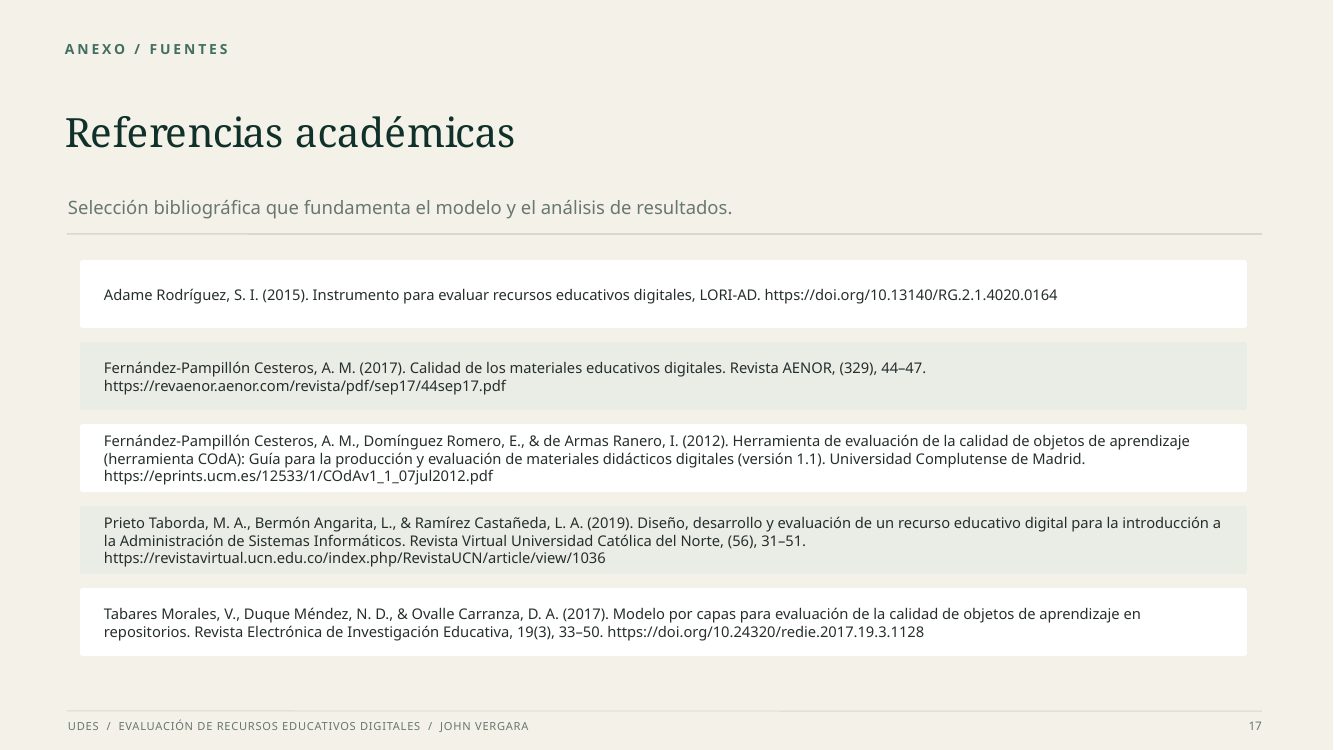 ANEXO / FUENTES
Referencias académicas
Selección bibliográfica que fundamenta el modelo y el análisis de resultados.
Adame Rodríguez, S. I. (2015). Instrumento para evaluar recursos educativos digitales, LORI-AD. https://doi.org/10.13140/RG.2.1.4020.0164
Fernández-Pampillón Cesteros, A. M. (2017). Calidad de los materiales educativos digitales. Revista AENOR, (329), 44–47.
https://revaenor.aenor.com/revista/pdf/sep17/44sep17.pdf
Fernández-Pampillón Cesteros, A. M., Domínguez Romero, E., & de Armas Ranero, I. (2012). Herramienta de evaluación de la calidad de objetos de aprendizaje
(herramienta COdA): Guía para la producción y evaluación de materiales didácticos digitales (versión 1.1). Universidad Complutense de Madrid.
https://eprints.ucm.es/12533/1/COdAv1_1_07jul2012.pdf
Prieto Taborda, M. A., Bermón Angarita, L., & Ramírez Castañeda, L. A. (2019). Diseño, desarrollo y evaluación de un recurso educativo digital para la introducción a
la Administración de Sistemas Informáticos. Revista Virtual Universidad Católica del Norte, (56), 31–51.
https://revistavirtual.ucn.edu.co/index.php/RevistaUCN/article/view/1036
Tabares Morales, V., Duque Méndez, N. D., & Ovalle Carranza, D. A. (2017). Modelo por capas para evaluación de la calidad de objetos de aprendizaje en
repositorios. Revista Electrónica de Investigación Educativa, 19(3), 33–50. https://doi.org/10.24320/redie.2017.19.3.1128
UDES / EVALUACIÓN DE RECURSOS EDUCATIVOS DIGITALES / JOHN VERGARA
17